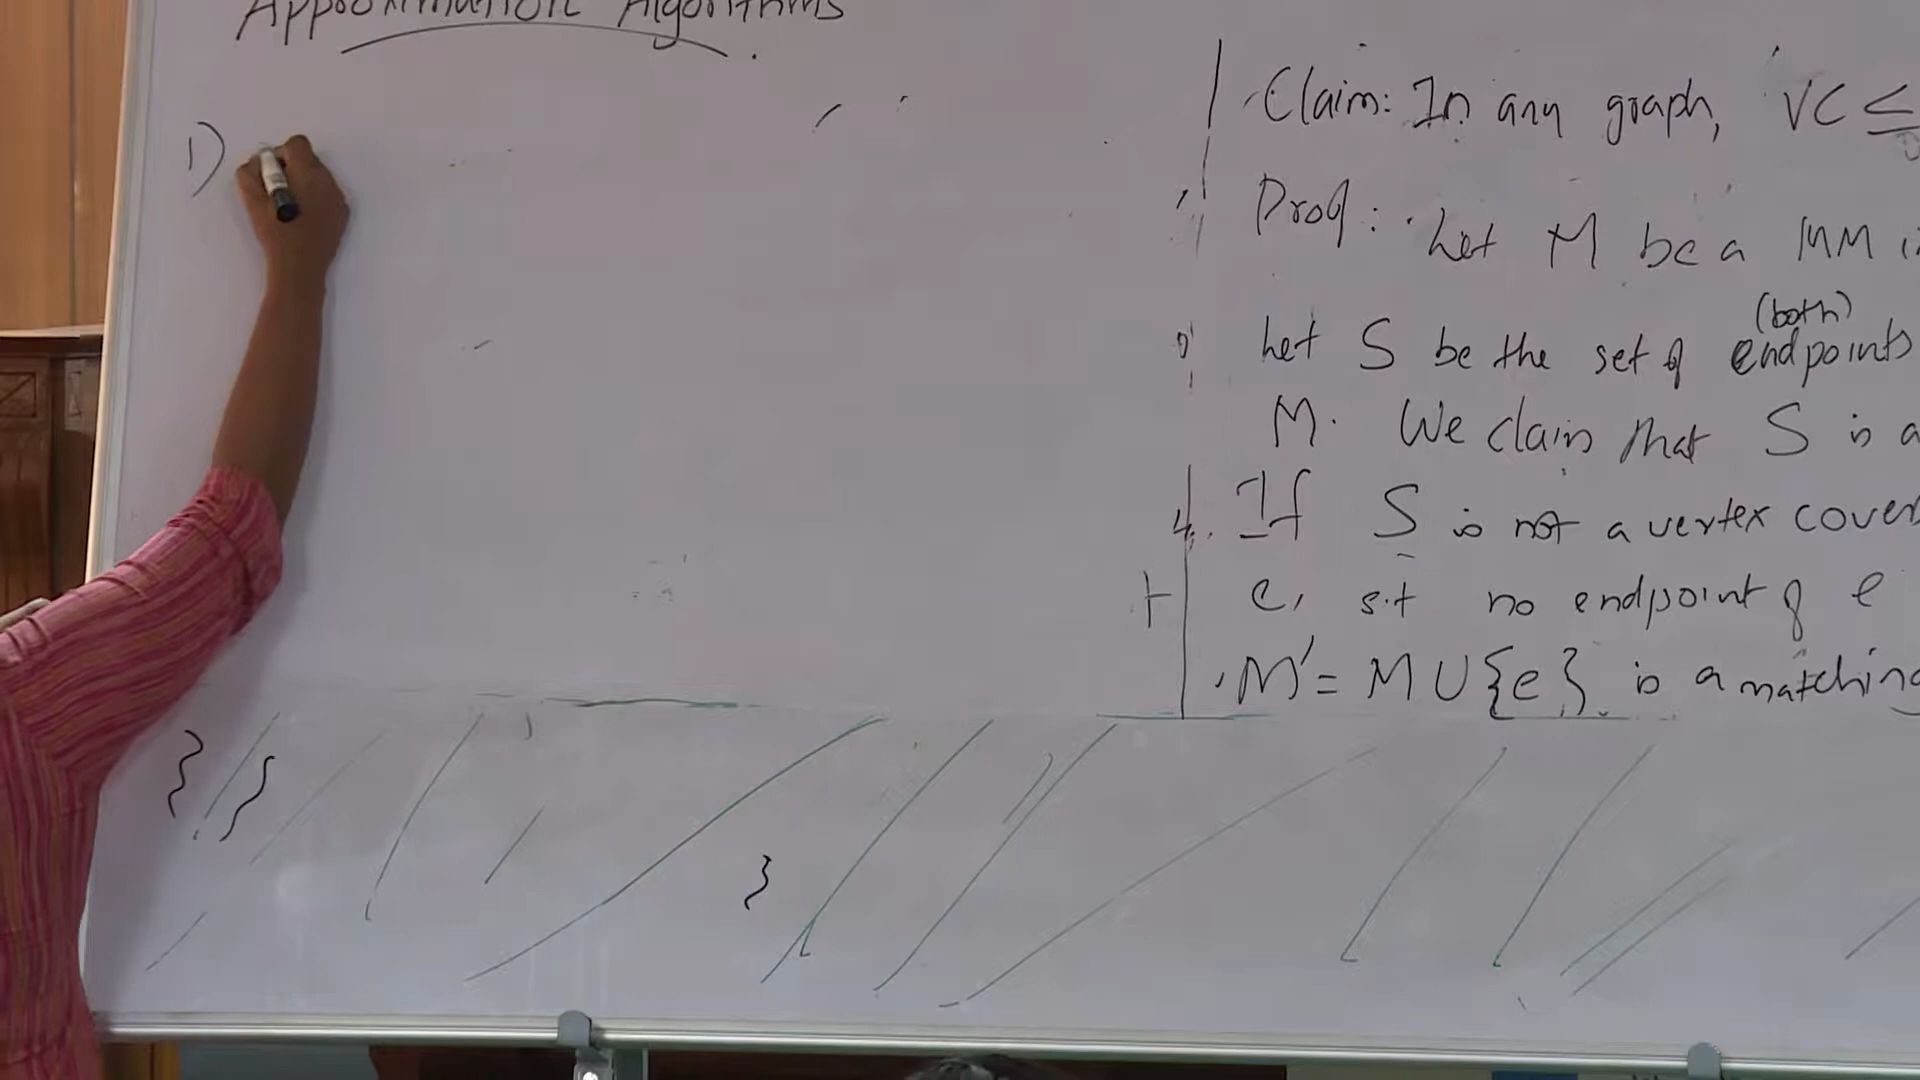 Approximation Algorithms
1)
Claim: In any graph, VC ≤
Proof: Let M be a MM
(both)
Let S be the set of endpoints
M. We claim that S is a
If S is not a vertex cover
e, s.t no endpoint of e
M' = M U {e} is a matching